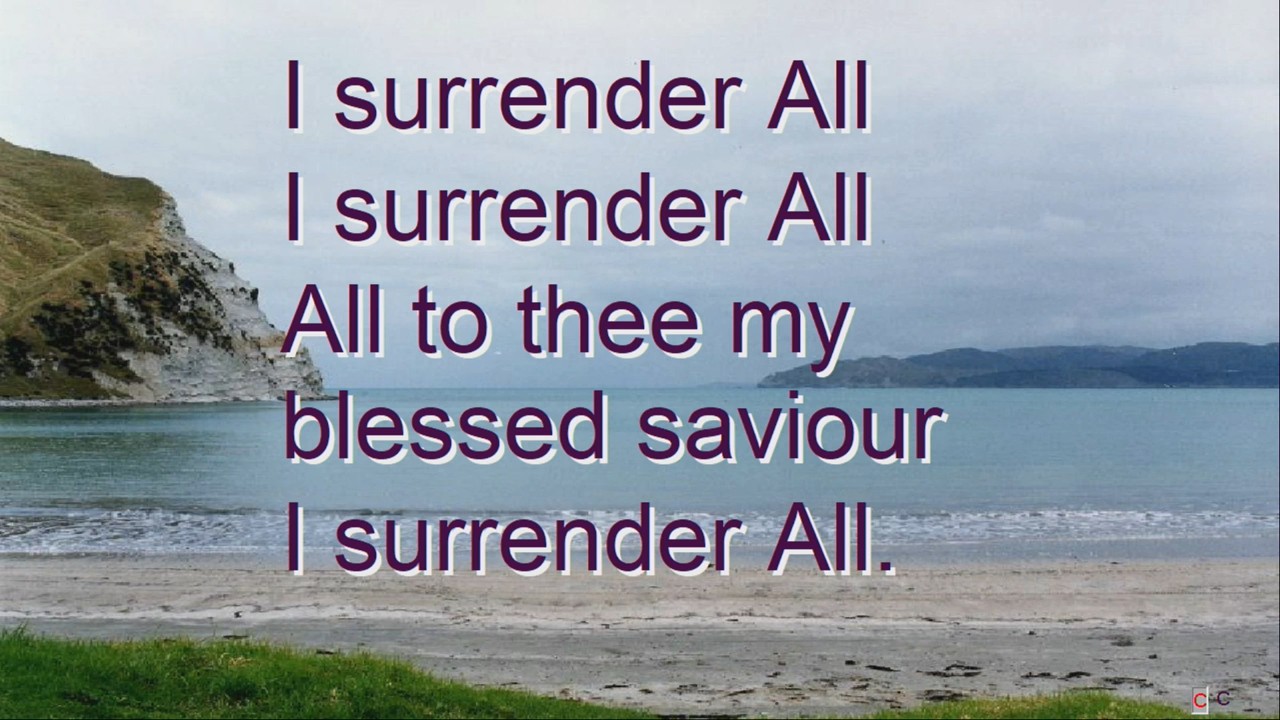 I surrender All
I surrender All
All to thee my
blessed saviour
I surrender All.
C C